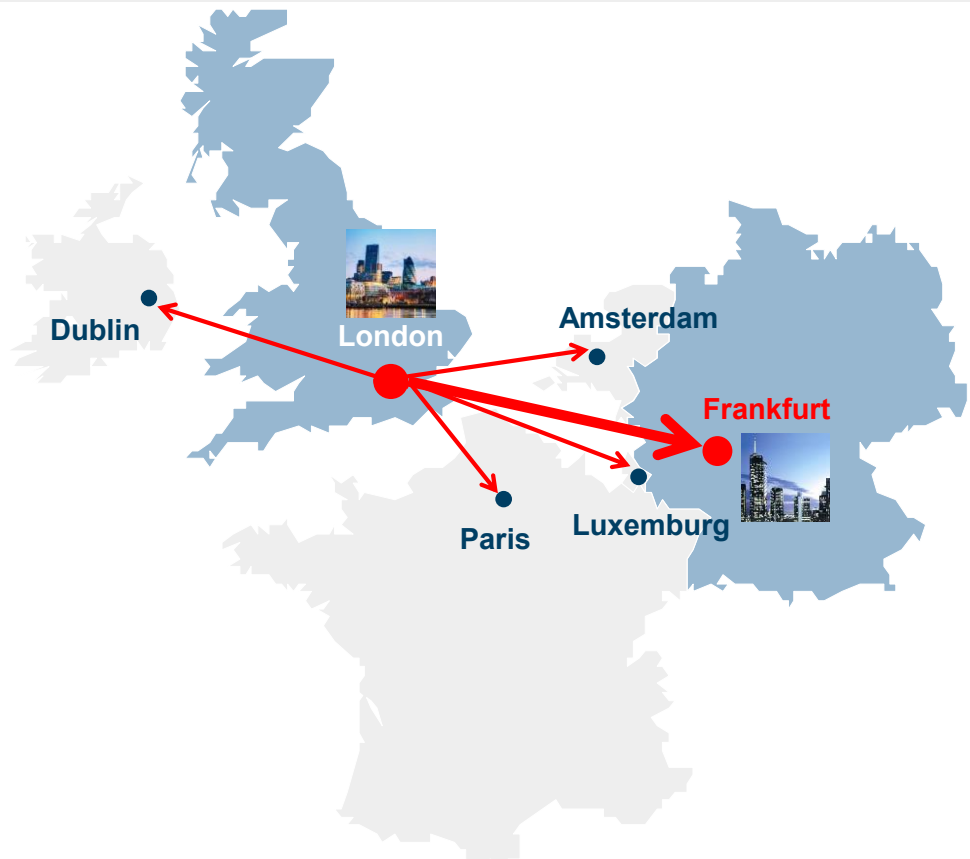 Dublin
London
Amsterdam
Frankfurt
Paris
Luxemburg